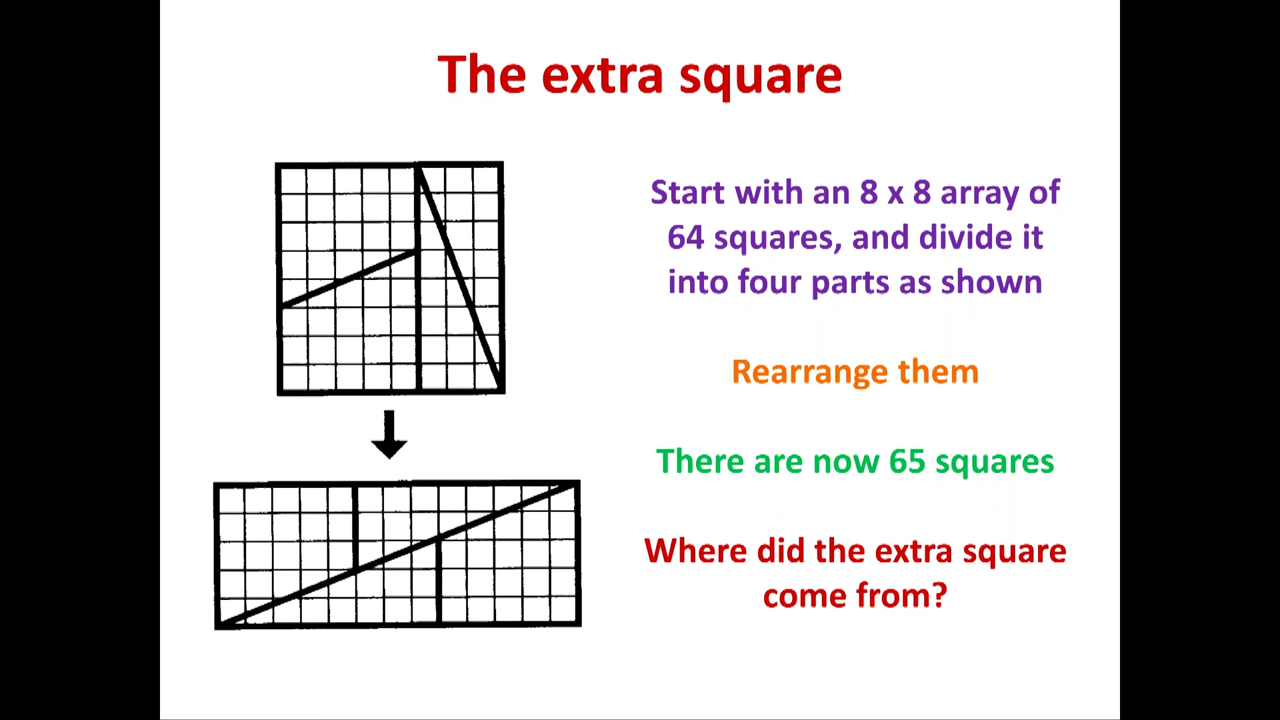 The extra square
Start with an 8 x 8 array of
64 squares, and divide it
into four parts as shown
Rearrange them
There are now 65 squares
Where did the extra square
come from?